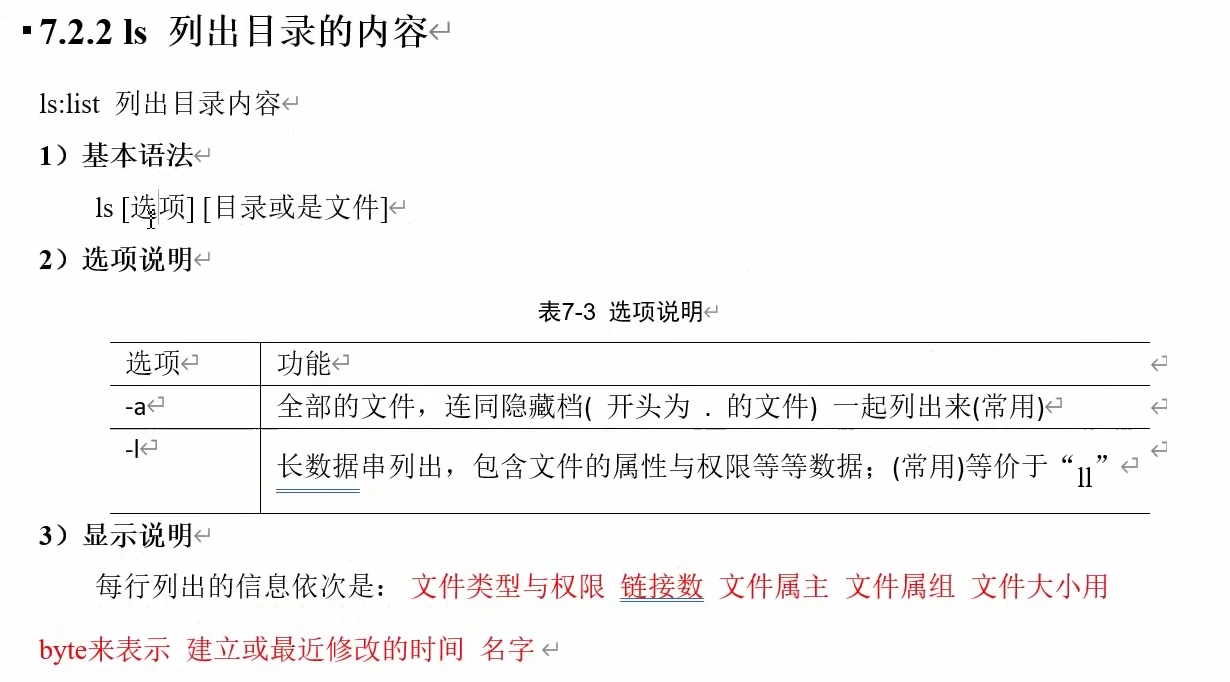 7.2.2 ls 列出目录的内容
ls:list 列出目录内容
1）基本语法
ls [选项] [目录或是文件]
2）选项说明
表7-3 选项说明
选项 功能
-a 全部的文件，连同隐藏档( 开头为 . 的文件) 一起列出来(常用)
-l 长数据串列出，包含文件的属性与权限等等数据；(常用)等价于“ll”
3）显示说明
每行列出的信息依次是： 文件类型与权限 链接数 文件属主 文件属组 文件大小用
byte来表示 建立或最近修改的时间 名字